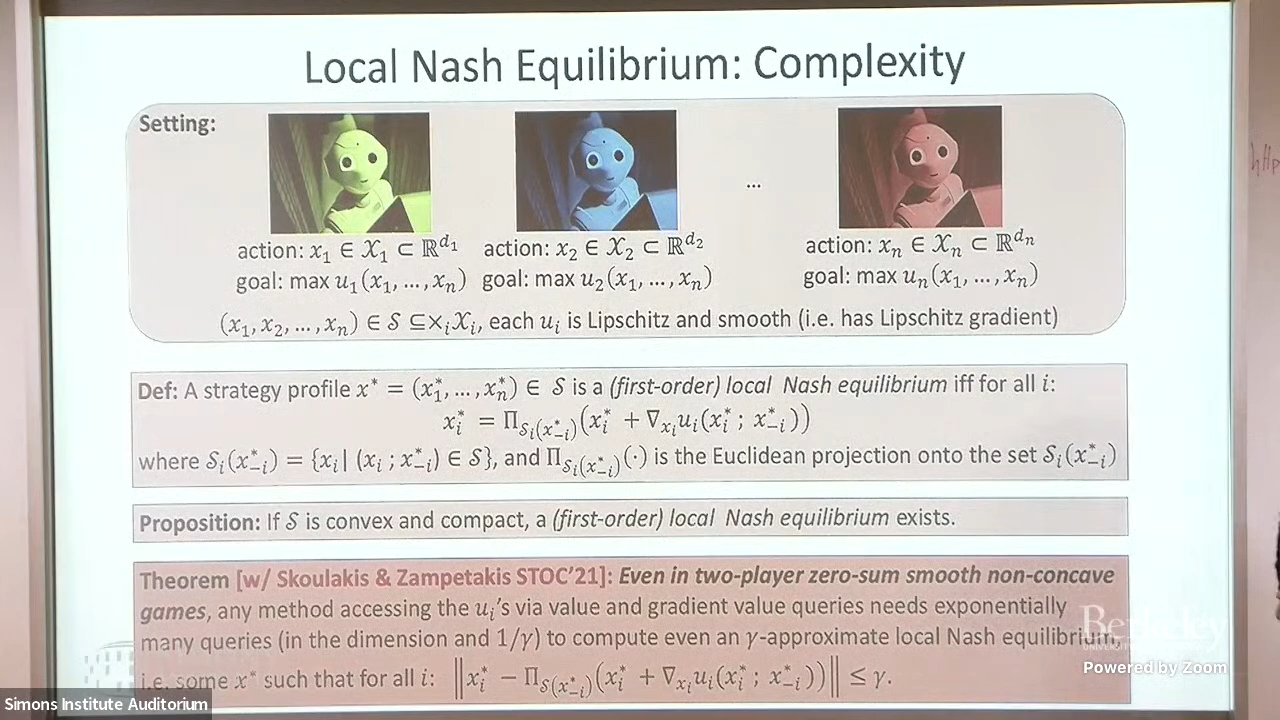 Local Nash Equilibrium: Complexity
Setting:
...
action: x₁ ∈ 𝒳₁ ⊂ ℝ^{d₁} action: x₂ ∈ 𝒳₂ ⊂ ℝ^{d₂} action: xₙ ∈ 𝒳ₙ ⊂ ℝ^{dₙ}
goal: max u₁(x₁, ..., xₙ) goal: max u₂(x₁, ..., xₙ) goal: max uₙ(x₁, ..., xₙ)
(x₁, x₂, ..., xₙ) ∈ 𝒮 ⊆×ᵢ𝒳ᵢ, each uᵢ is Lipschitz and smooth (i.e. has Lipschitz gradient)
Def: A strategy profile x* = (x₁*, ..., xₙ*) ∈ 𝒮 is a (first-order) local Nash equilibrium iff for all i:
xᵢ* = Π_{𝒮ᵢ(x₋ᵢ*)}(xᵢ* + ∇_{xᵢ}uᵢ(xᵢ* ; x₋ᵢ*))
where 𝒮ᵢ(x₋ᵢ*) = {xᵢ| (xᵢ ; x₋ᵢ*) ∈ 𝒮}, and Π_{𝒮ᵢ(x₋ᵢ*)}(·) is the Euclidean projection onto the set 𝒮ᵢ(x₋ᵢ*)
Proposition: If 𝒮 is convex and compact, a (first-order) local Nash equilibrium exists.
Theorem [w/ Skoulakis & Zampetakis STOC'21]: Even in two-player zero-sum smooth non-concave
games, any method accessing the uᵢ's via value and gradient value queries needs exponentially
many queries (in the dimension and 1/γ) to compute even an γ-approximate local Nash equilibrium,
i.e. some x* such that for all i: ‖xᵢ* − Π_{𝒮(x₋ᵢ*)}(xᵢ* + ∇_{xᵢ}uᵢ(xᵢ* ; x₋ᵢ*))‖ ≤ γ.
Berkeley
Powered by Zoom
Simons Institute Auditorium